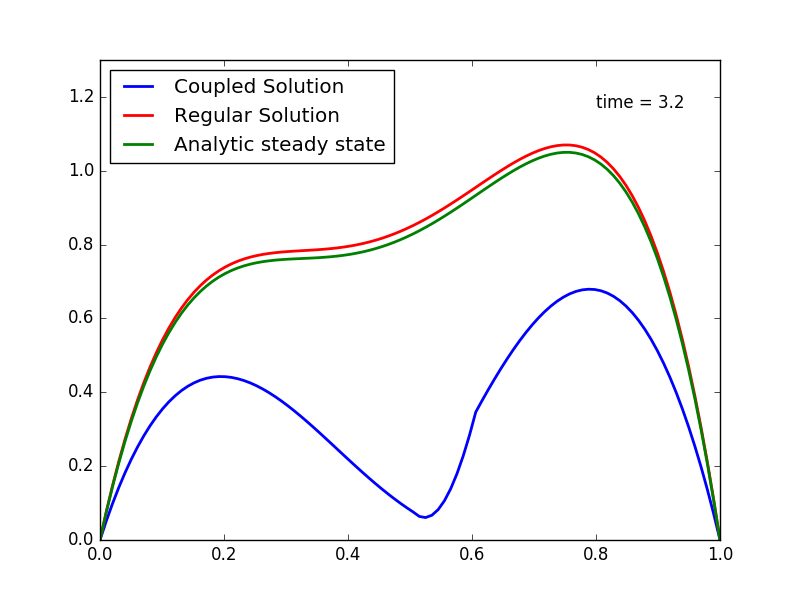 Coupled Solution
Regular Solution
Analytic steady state
time = 3.2
1.2
1.0
0.8
0.6
0.4
0.2
0.0
0.0 0.2 0.4 0.6 0.8 1.0